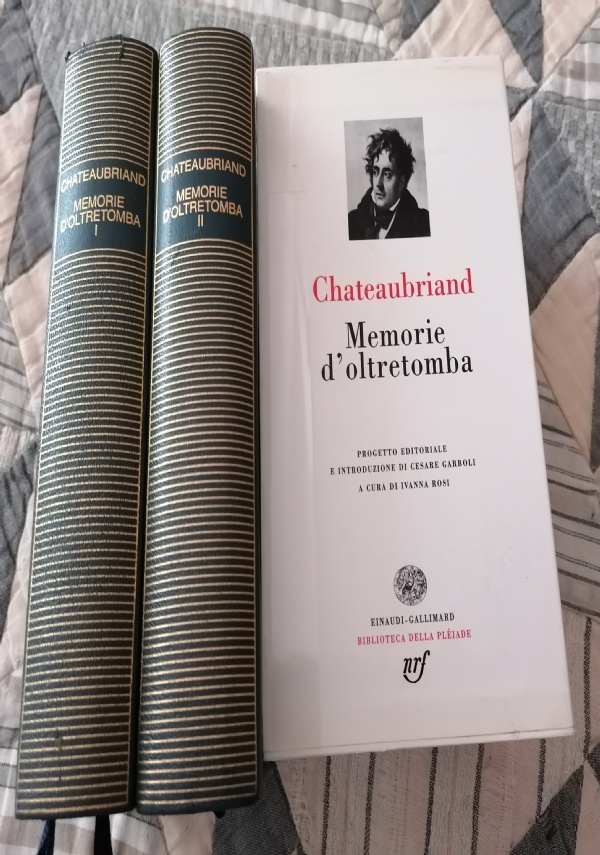 CHATEAUBRIAND
MEMORIE
D'OLTRETOMBA
I
CHATEAUBRIAND
MEMORIE
D'OLTRETOMBA
II
Chateaubriand
Memorie
d'oltretomba
PROGETTO EDITORIALE
E INTRODUZIONE DI CESARE GARBOLI
A CURA DI IVANNA ROSI
EINAUDI-GALLIMARD
BIBLIOTECA DELLA PLÉIADE
nrf